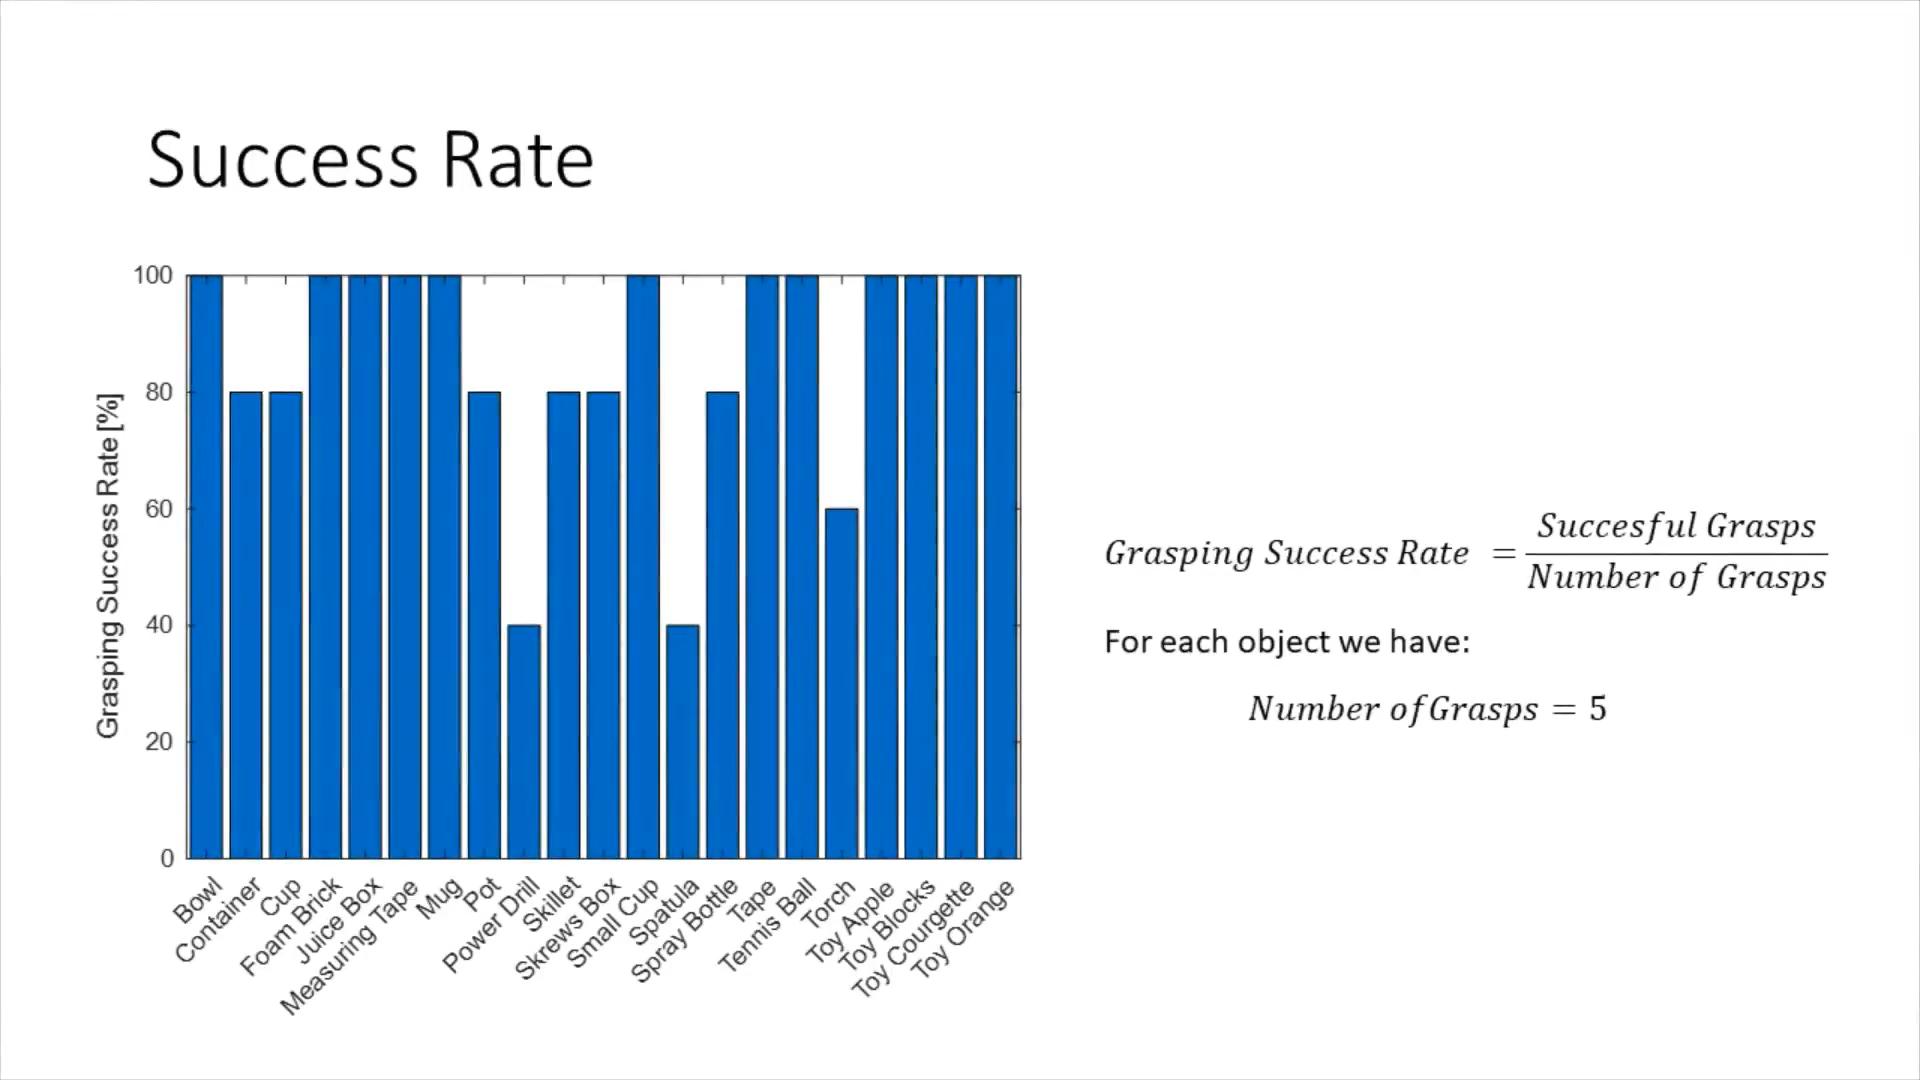 Success Rate
100
80
60
40
20
0
Grasping Success Rate [%]
Bowl
Container
Cup
Foam Brick
Juice Box
Measuring Tape
Mug
Pot
Power Drill
Skillet
Skrews Box
Small Cup
Spatula
Spray Bottle
Tape
Tennis Ball
Torch
Toy Apple
Toy Blocks
Toy Courgette
Toy Orange
Grasping Success Rate = Succesful Grasps / Number of Grasps
For each object we have:
Number ofGrasps = 5